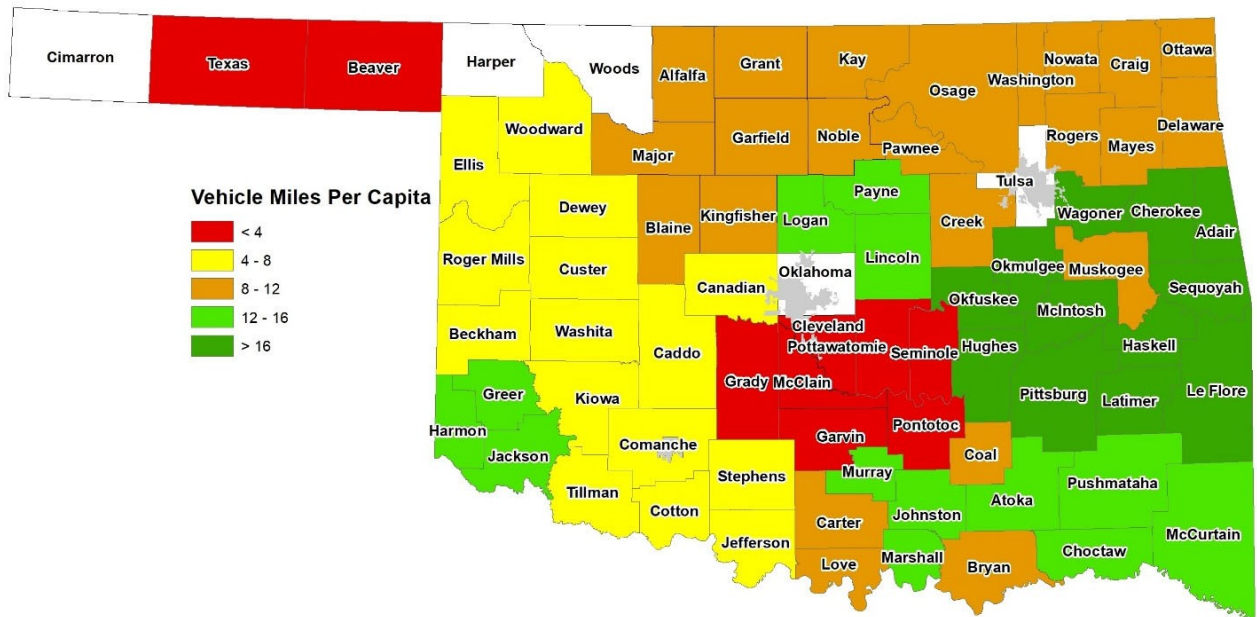 Cimarron
Texas
Beaver
Harper
Woods
Alfalfa
Grant
Kay
Osage
Washington
Nowata
Craig
Ottawa
Woodward
Ellis
Major
Garfield
Noble
Pawnee
Rogers
Mayes
Delaware
Vehicle Miles Per Capita
< 4
4 - 8
8 - 12
12 - 16
> 16
Dewey
Blaine
Kingfisher
Logan
Payne
Creek
Tulsa
Wagoner
Cherokee
Adair
Roger Mills
Custer
Canadian
Oklahoma
Lincoln
Okmulgee
Muskogee
Sequoyah
Beckham
Washita
Caddo
Cleveland
Pottawatomie
Seminole
Okfuskee
McIntosh
Hughes
Haskell
Greer
Kiowa
Grady
McClain
Pittsburg
Latimer
Le Flore
Harmon
Jackson
Comanche
Garvin
Pontotoc
Coal
Tillman
Cotton
Stephens
Murray
Johnston
Atoka
Pushmataha
McCurtain
Jefferson
Carter
Love
Marshall
Bryan
Choctaw